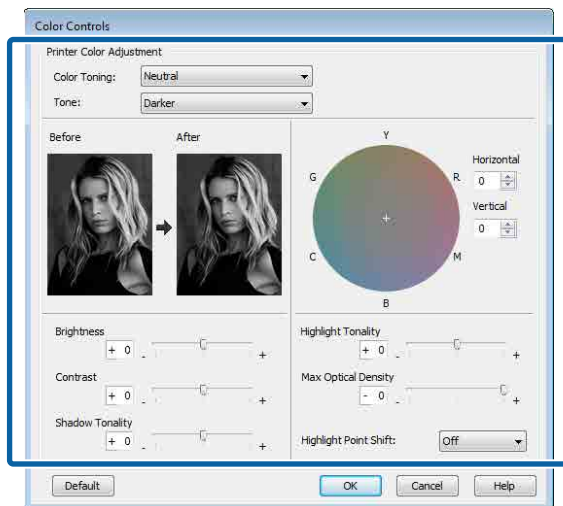 Color Controls
Printer Color Adjustment
Color Toning: Neutral
Tone: Darker
Before After
Y
G R
C M
B
Horizontal
0
Vertical
0
Brightness
+ 0 - +
Contrast
+ 0 - +
Shadow Tonality
+ 0 - +
Highlight Tonality
+ 0 - +
Max Optical Density
- 0 - +
Highlight Point Shift: Off
Default OK Cancel Help